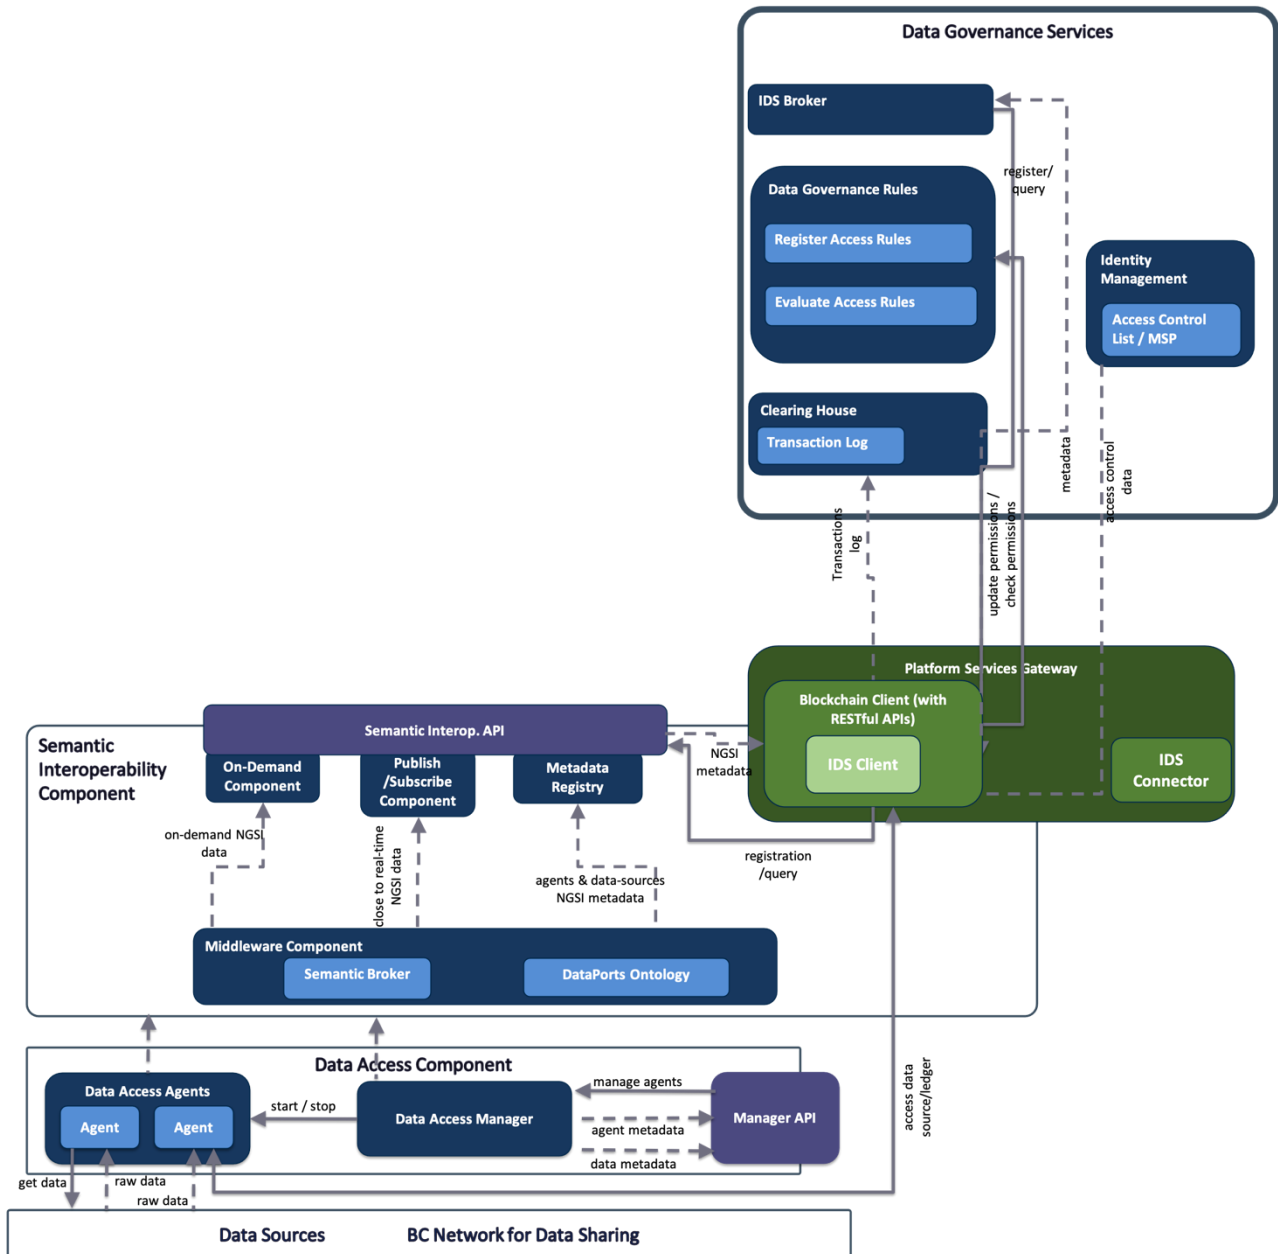 Data Governance Services
IDS Broker
register/
query
Data Governance Rules
Register Access Rules
Evaluate Access Rules
Identity
Management
Access Control
List / MSP
Clearing House
Transaction Log
metadata
access control
data
Transactions
log
update permissions /
check permissions
Platform Services Gateway
Blockchain Client (with
RESTful APIs)
IDS Client
IDS
Connector
Semantic
Interoperability
Component
Semantic Interop. API
On-Demand
Component
Publish
/Subscribe
Component
Metadata
Registry
NGSI
metadata
on-demand NGSI
data
close to real-time
NGSI data
agents & data-sources
NGSI metadata
registration
/query
Middleware Component
Semantic Broker
DataPorts Ontology
Data Access Component
Data Access Agents
Agent
Agent
start / stop
Data Access Manager
manage agents
agent metadata
data metadata
Manager API
access data
source/ledger
get data
raw data
raw data
Data Sources
BC Network for Data Sharing